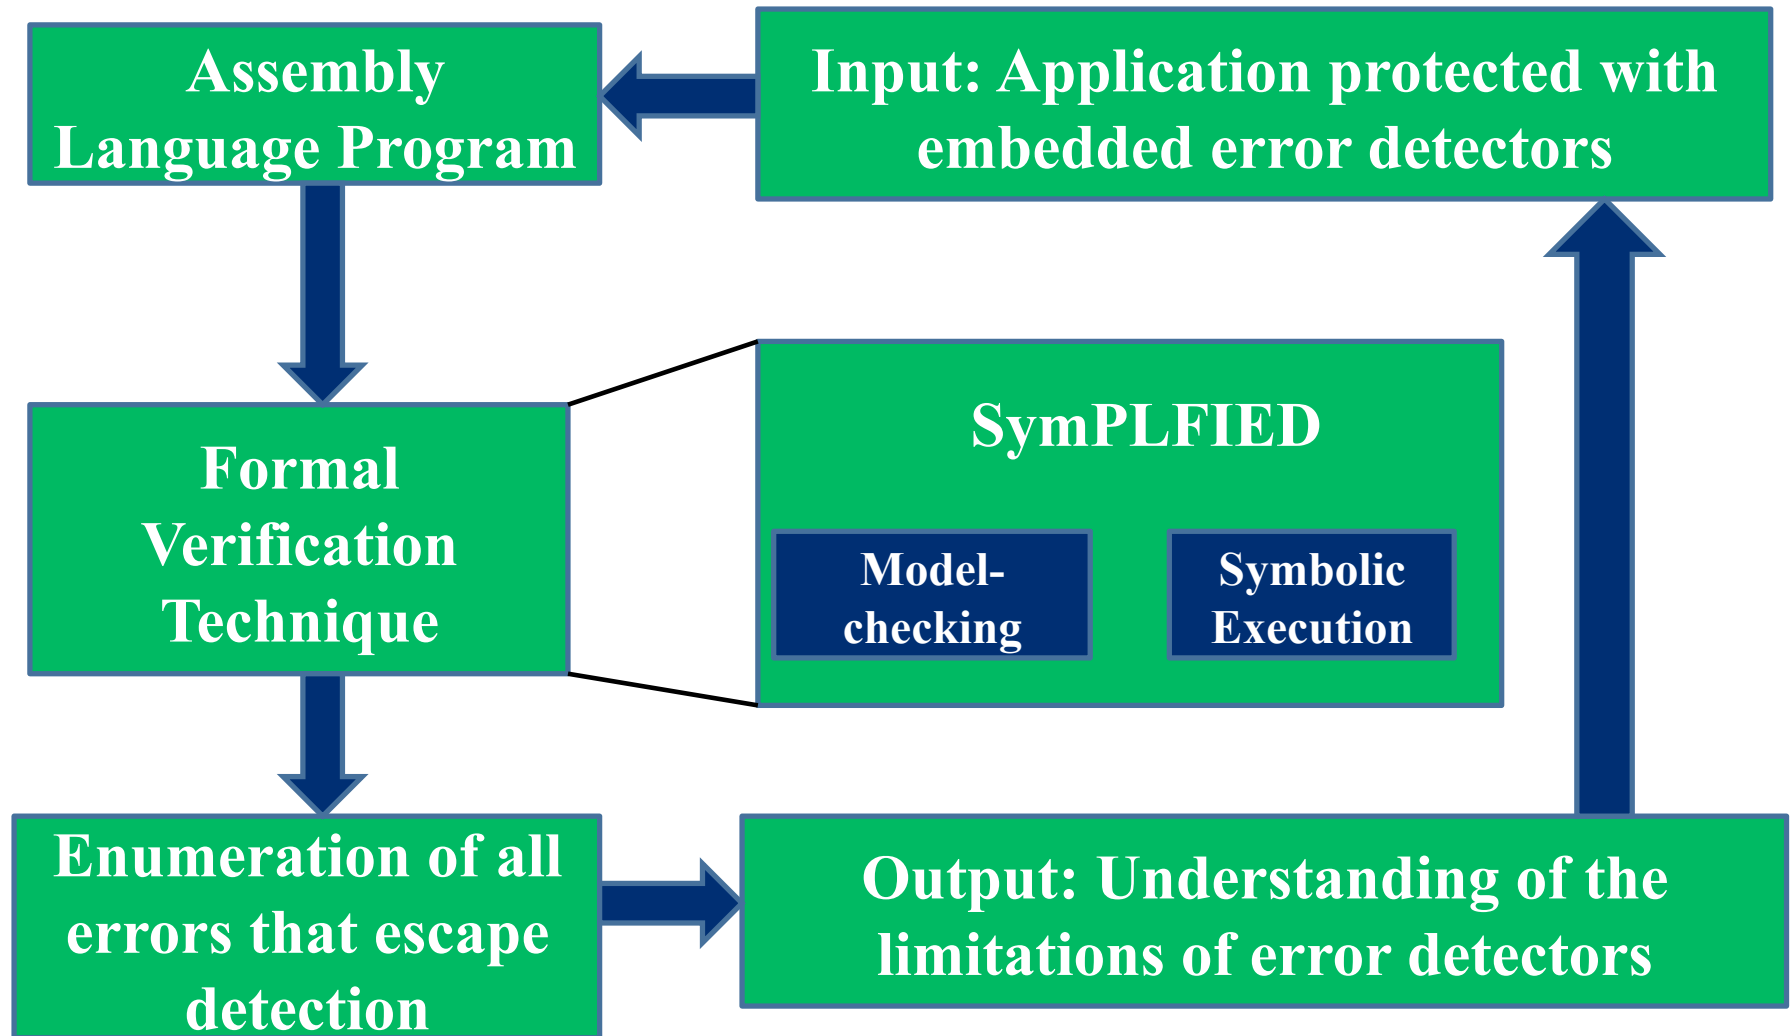 Assembly
Language Program
Input: Application protected with
embedded error detectors
Formal
Verification
Technique
SymPLFIED
Model-
checking
Symbolic
Execution
Enumeration of all
errors that escape
detection
Output: Understanding of the
limitations of error detectors